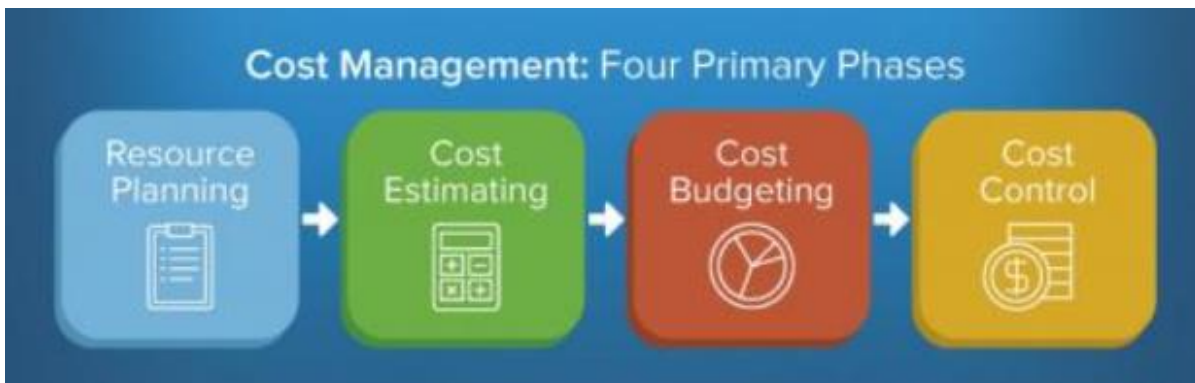 Cost Management: Four Primary Phases
Resource
Planning
Cost
Estimating
Cost
Budgeting
Cost
Control
$